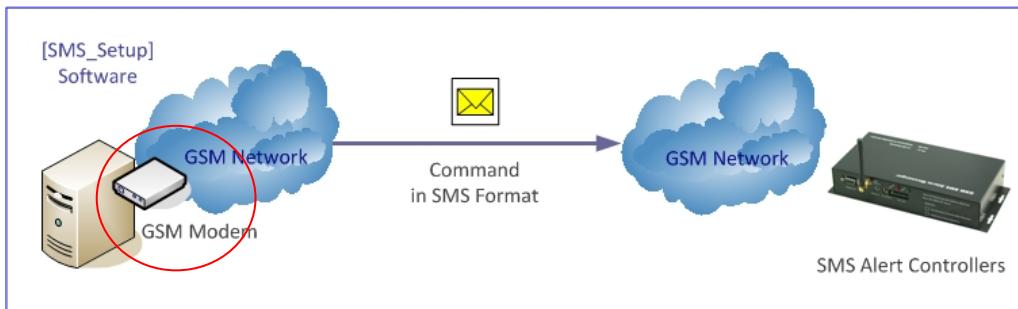 [SMS_Setup]
Software
GSM Network
GSM Modem
Command
in SMS Format
GSM Network
SMS Alert Controllers